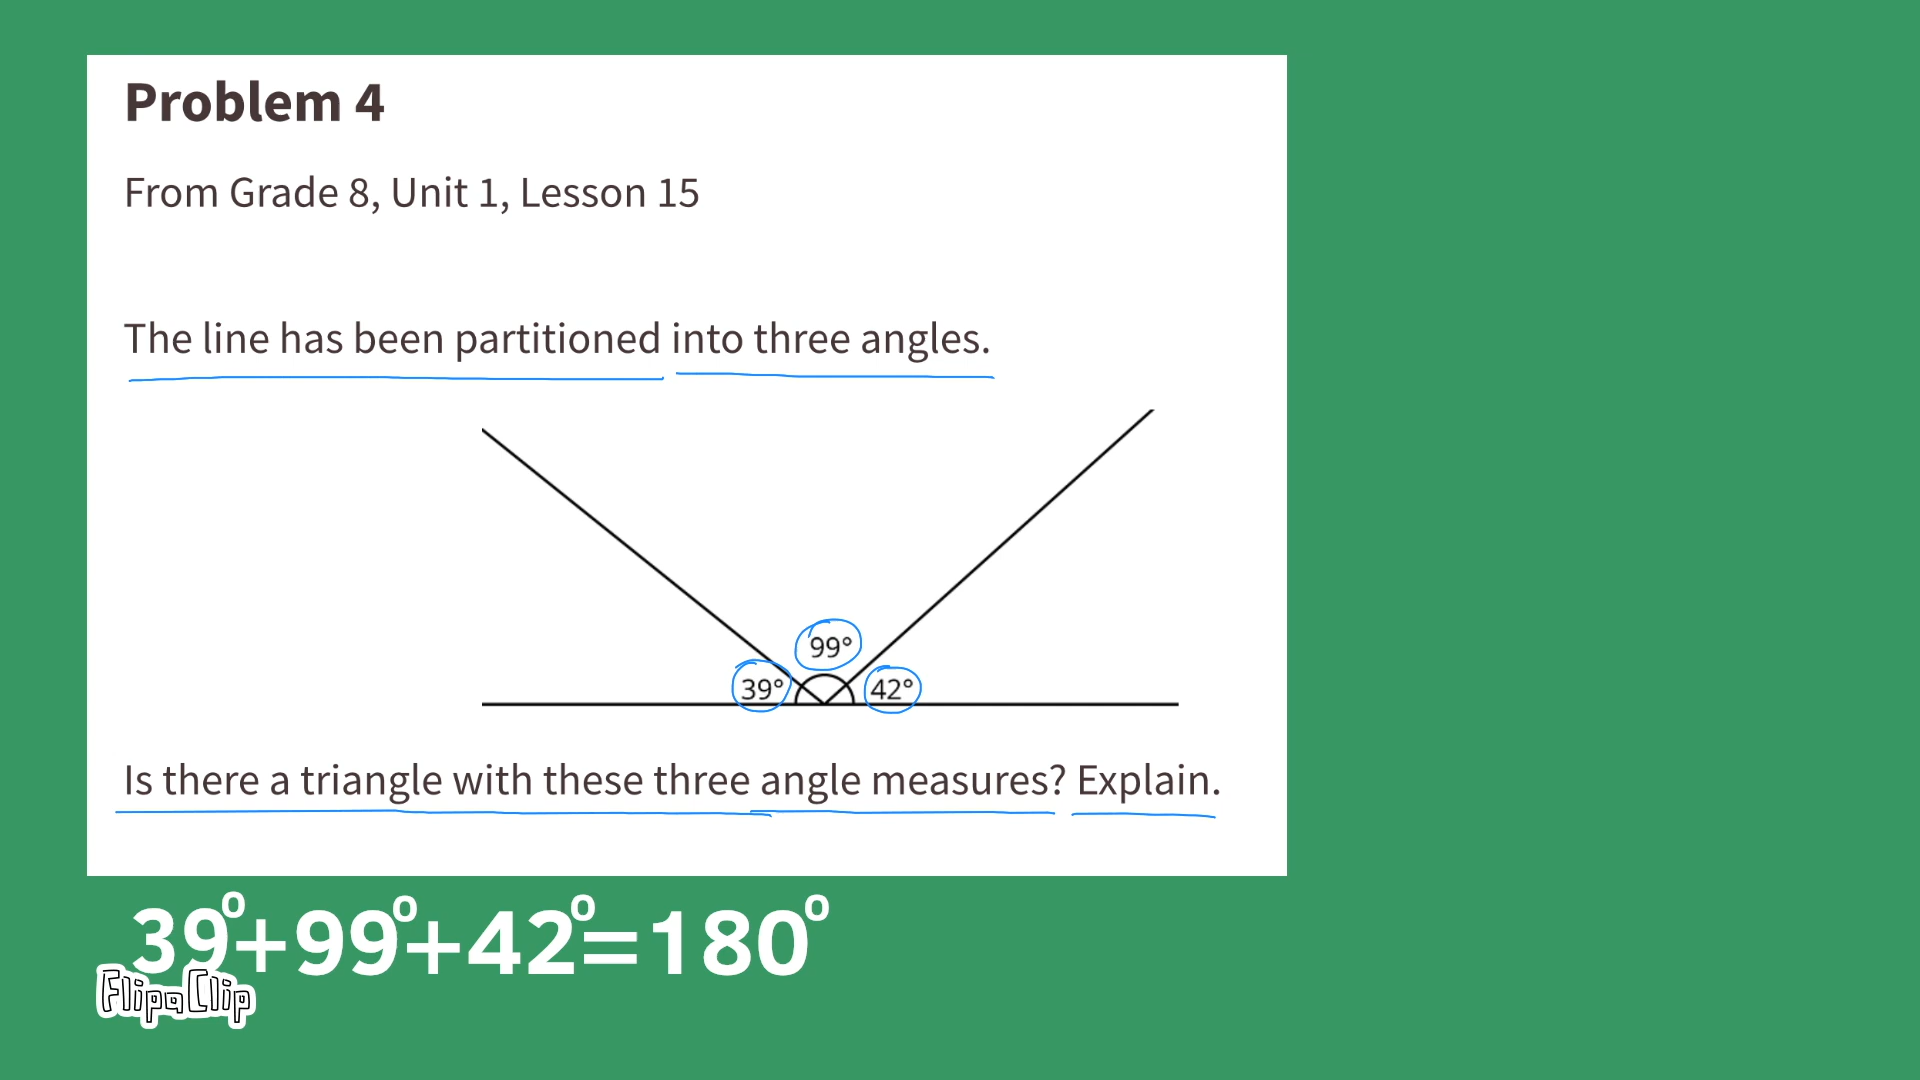 Problem 4
From Grade 8, Unit 1, Lesson 15
The line has been partitioned into three angles.
99°
39°
42°
Is there a triangle with these three angle measures? Explain.
39°+99°+42°=180°
FlipaClip